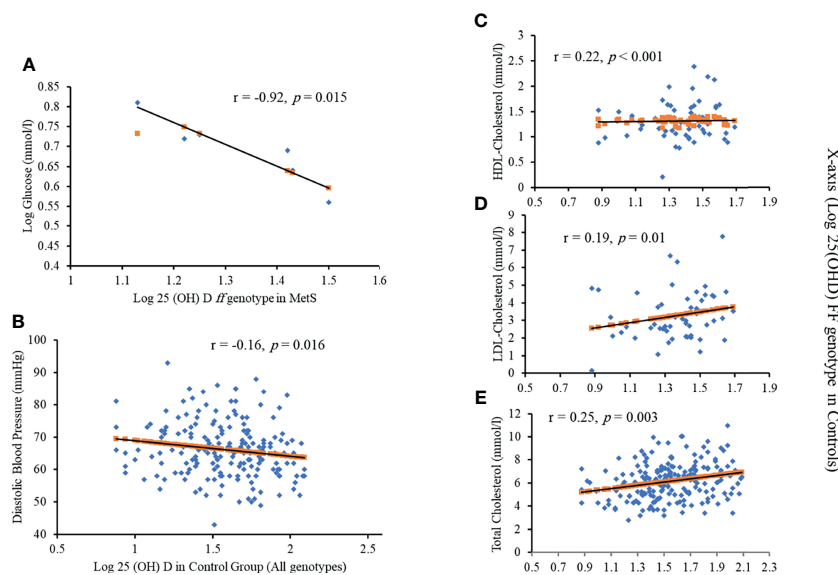 A
r = -0.92, p = 0.015
Log Glucose (mmol/l)
0.85
0.8
0.75
0.7
0.65
0.6
0.55
0.5
0.45
0.4
1 1.1 1.2 1.3 1.4 1.5 1.6
Log 25 (OH) D ff genotype in MetS
B
r = -0.16, p = 0.016
Diastolic Blood Pressure (mmHg)
100
90
80
70
60
50
40
0.5 1 1.5 2 2.5
Log 25 (OH) D in Control Group (All genotypes)
C
r = 0.22, p < 0.001
HDL-Cholesterol (mmol/l)
3
2.5
2
1.5
1
0.5
0
0.5 0.7 0.9 1.1 1.3 1.5 1.7 1.9
D
r = 0.19, p = 0.01
LDL-Cholesterol (mmol/l)
9
8
7
6
5
4
3
2
1
0
0.5 0.7 0.9 1.1 1.3 1.5 1.7 1.9
E
r = 0.25, p = 0.003
Total Cholesterol (mmol/l)
12
10
8
6
4
2
0
0.5 0.7 0.9 1.1 1.3 1.5 1.7 1.9 2.1 2.3
X-axis (Log 25(OHD) FF genotype in Controls)